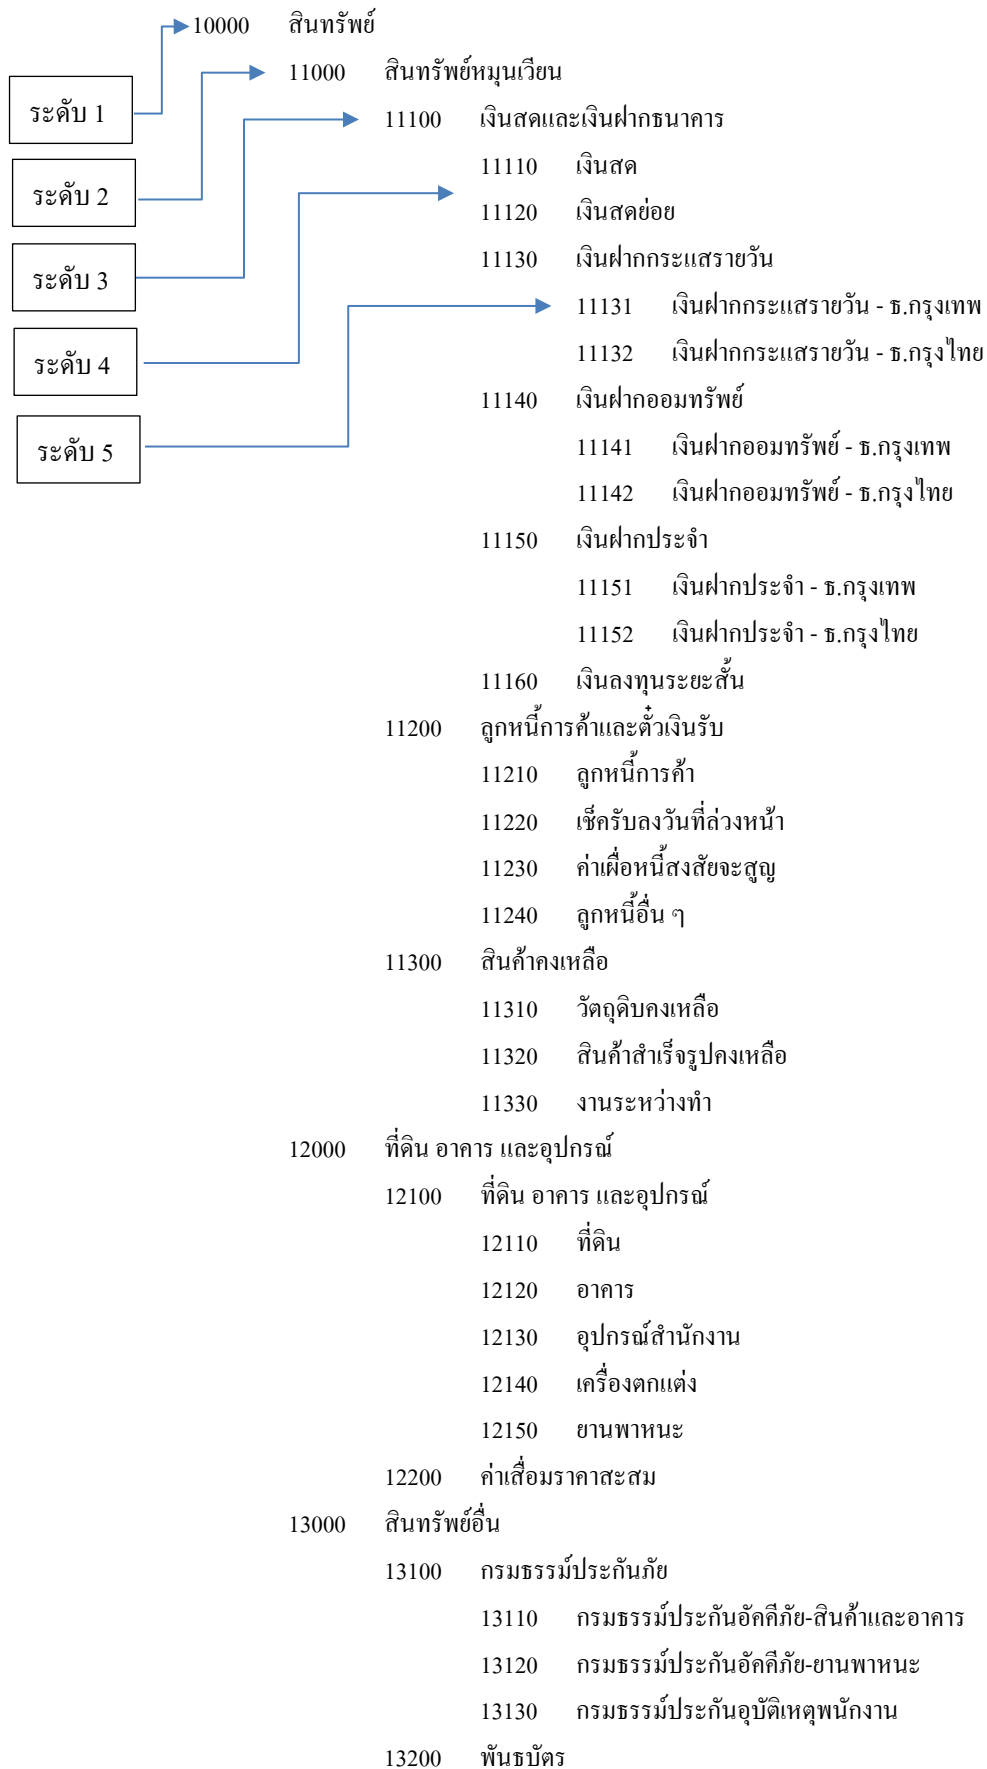 10000 สินทรัพย์
11000 สินทรัพย์หมุนเวียน
ระดับ 1
11100 เงินสดและเงินฝากธนาคาร
11110 เงินสด
ระดับ 2
11120 เงินสดย่อย
11130 เงินฝากกระแสรายวัน
ระดับ 3
11131 เงินฝากกระแสรายวัน - ธ.กรุงเทพ
11132 เงินฝากกระแสรายวัน - ธ.กรุงไทย
ระดับ 4
11140 เงินฝากออมทรัพย์
11141 เงินฝากออมทรัพย์ - ธ.กรุงเทพ
ระดับ 5
11142 เงินฝากออมทรัพย์ - ธ.กรุงไทย
11150 เงินฝากประจำ
11151 เงินฝากประจำ - ธ.กรุงเทพ
11152 เงินฝากประจำ - ธ.กรุงไทย
11160 เงินลงทุนระยะสั้น
11200 ลูกหนี้การค้าและตั๋วเงินรับ
11210 ลูกหนี้การค้า
11220 เช็ครับลงวันที่ล่วงหน้า
11230 ค่าเผื่อหนี้สงสัยจะสูญ
11240 ลูกหนี้อื่น ๆ
11300 สินค้าคงเหลือ
11310 วัตถุดิบคงเหลือ
11320 สินค้าสำเร็จรูปคงเหลือ
11330 งานระหว่างทำ
12000 ที่ดิน อาคาร และอุปกรณ์
12100 ที่ดิน อาคาร และอุปกรณ์
12110 ที่ดิน
12120 อาคาร
12130 อุปกรณ์สำนักงาน
12140 เครื่องตกแต่ง
12150 ยานพาหนะ
12200 ค่าเสื่อมราคาสะสม
13000 สินทรัพย์อื่น
13100 กรมธรรม์ประกันภัย
13110 กรมธรรม์ประกันอัคคีภัย-สินค้าและอาคาร
13120 กรมธรรม์ประกันอัคคีภัย-ยานพาหนะ
13130 กรมธรรม์ประกันอุบัติเหตุพนักงาน
13200 พันธบัตร